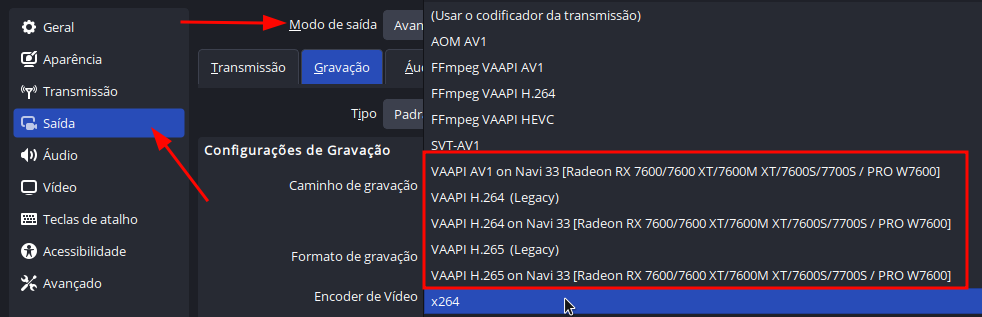 Geral
Aparência
Transmissão
Saída
Áudio
Vídeo
Teclas de atalho
Acessibilidade
Avançado
Modo de saída
Avan
Transmissão
Gravação
Áu
Tipo
Padr
Configurações de Gravação
Caminho de gravação
Formato de gravação
Encoder de Vídeo
(Usar o codificador da transmissão)
AOM AV1
FFmpeg VAAPI AV1
FFmpeg VAAPI H.264
FFmpeg VAAPI HEVC
SVT-AV1
VAAPI AV1 on Navi 33 [Radeon RX 7600/7600 XT/7600M XT/7600S/7700S / PRO W7600]
VAAPI H.264 (Legacy)
VAAPI H.264 on Navi 33 [Radeon RX 7600/7600 XT/7600M XT/7600S/7700S / PRO W7600]
VAAPI H.265 (Legacy)
VAAPI H.265 on Navi 33 [Radeon RX 7600/7600 XT/7600M XT/7600S/7700S / PRO W7600]
x264